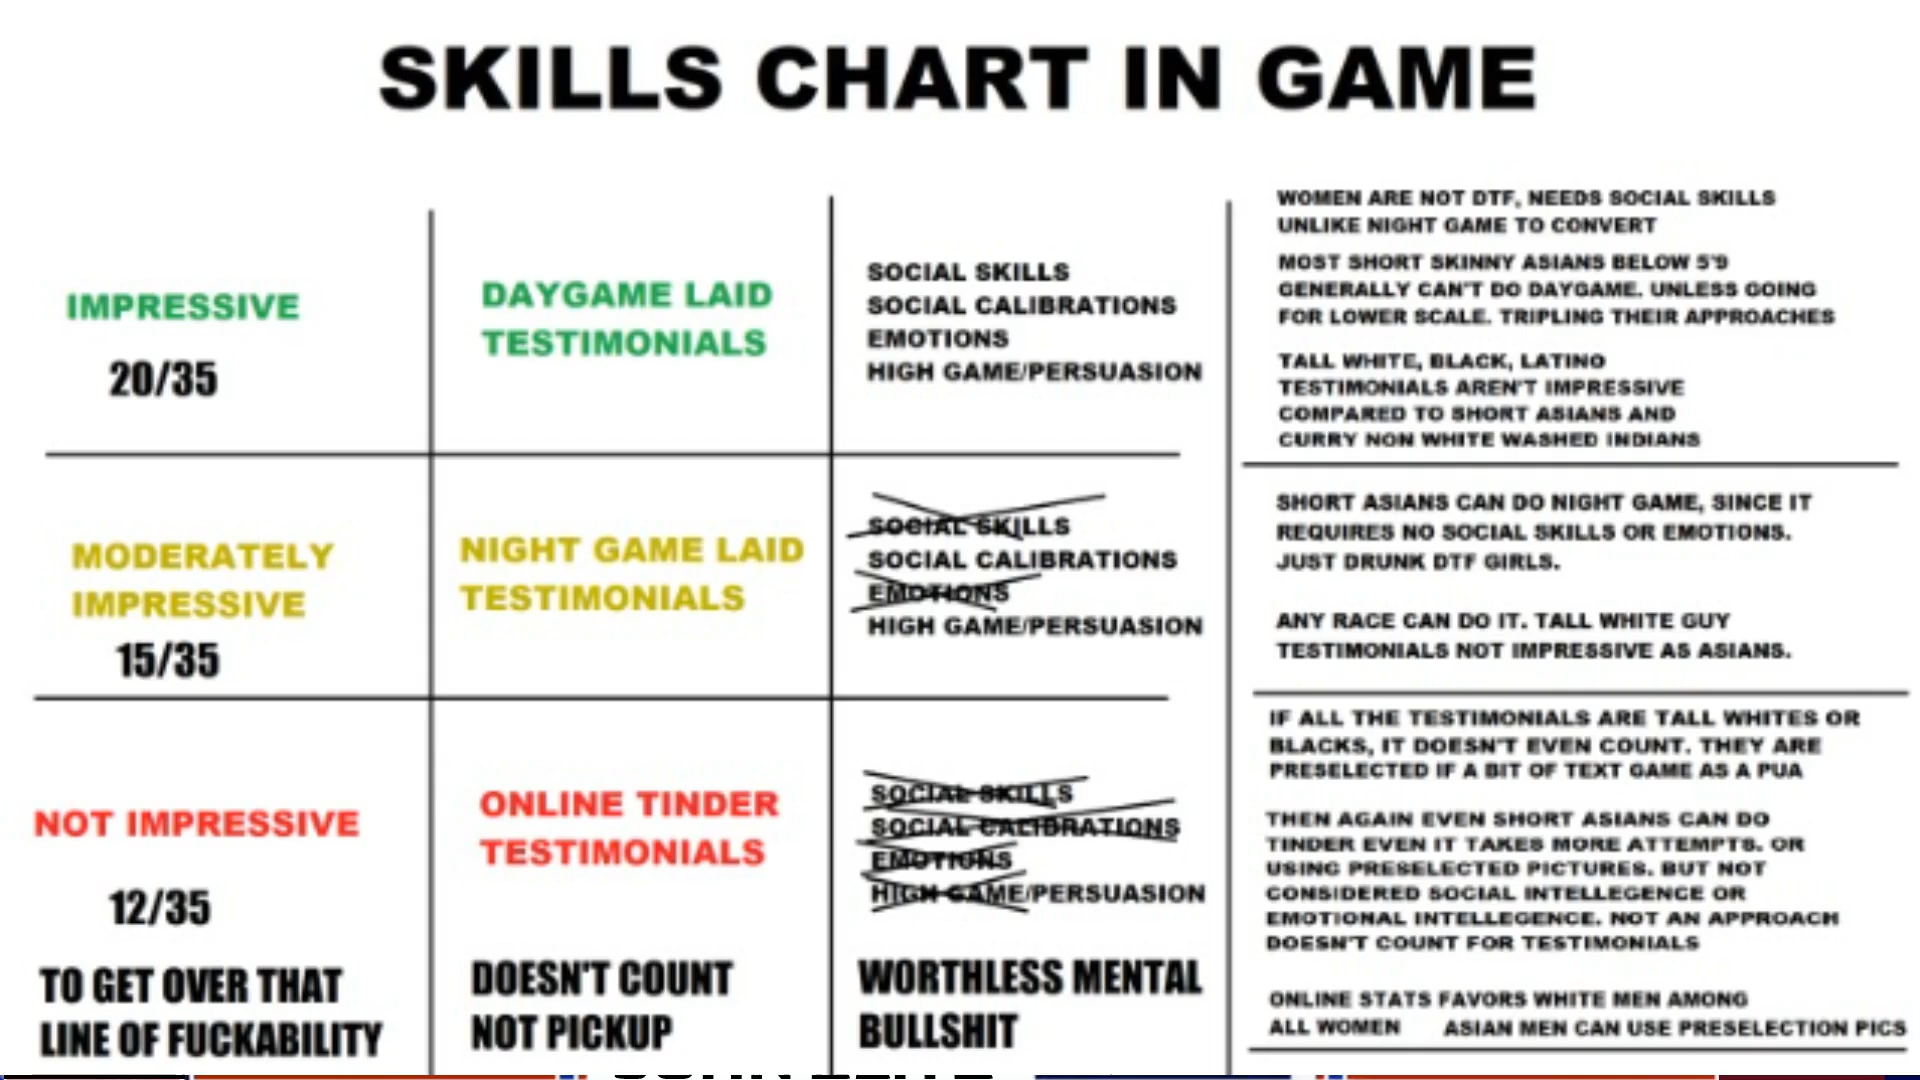 SKILLS CHART IN GAME
IMPRESSIVE
20/35
DAYGAME LAID
TESTIMONIALS
SOCIAL SKILLS
SOCIAL CALIBRATIONS
EMOTIONS
HIGH GAME/PERSUASION
WOMEN ARE NOT DTF, NEEDS SOCIAL SKILLS
UNLIKE NIGHT GAME TO CONVERT
MOST SHORT SKINNY ASIANS BELOW 5'9
GENERALLY CAN'T DO DAYGAME. UNLESS GOING
FOR LOWER SCALE. TRIPLING THEIR APPROACHES
TALL WHITE, BLACK, LATINO
TESTIMONIALS AREN'T IMPRESSIVE
COMPARED TO SHORT ASIANS AND
CURRY NON WHITE WASHED INDIANS
MODERATELY
IMPRESSIVE
15/35
NIGHT GAME LAID
TESTIMONIALS
SOCIAL SKILLS
SOCIAL CALIBRATIONS
EMOTIONS
HIGH GAME/PERSUASION
SHORT ASIANS CAN DO NIGHT GAME, SINCE IT
REQUIRES NO SOCIAL SKILLS OR EMOTIONS.
JUST DRUNK DTF GIRLS.
ANY RACE CAN DO IT. TALL WHITE GUY
TESTIMONIALS NOT IMPRESSIVE AS ASIANS.
NOT IMPRESSIVE
12/35
TO GET OVER THAT
LINE OF FUCKABILITY
ONLINE TINDER
TESTIMONIALS
DOESN'T COUNT
NOT PICKUP
SOCIAL SKILLS
SOCIAL CALIBRATIONS
EMOTIONS
HIGH GAME/PERSUASION
WORTHLESS MENTAL
BULLSHIT
IF ALL THE TESTIMONIALS ARE TALL WHITES OR
BLACKS, IT DOESN'T EVEN COUNT. THEY ARE
PRESELECTED IF A BIT OF TEXT GAME AS A PUA
THEN AGAIN EVEN SHORT ASIANS CAN DO
TINDER EVEN IT TAKES MORE ATTEMPTS. OR
USING PRESELECTED PICTURES. BUT NOT
CONSIDERED SOCIAL INTELLEGENCE OR
EMOTIONAL INTELLEGENCE. NOT AN APPROACH
DOESN'T COUNT FOR TESTIMONIALS
ONLINE STATS FAVORS WHITE MEN AMONG
ALL WOMEN ASIAN MEN CAN USE PRESELECTION PICS